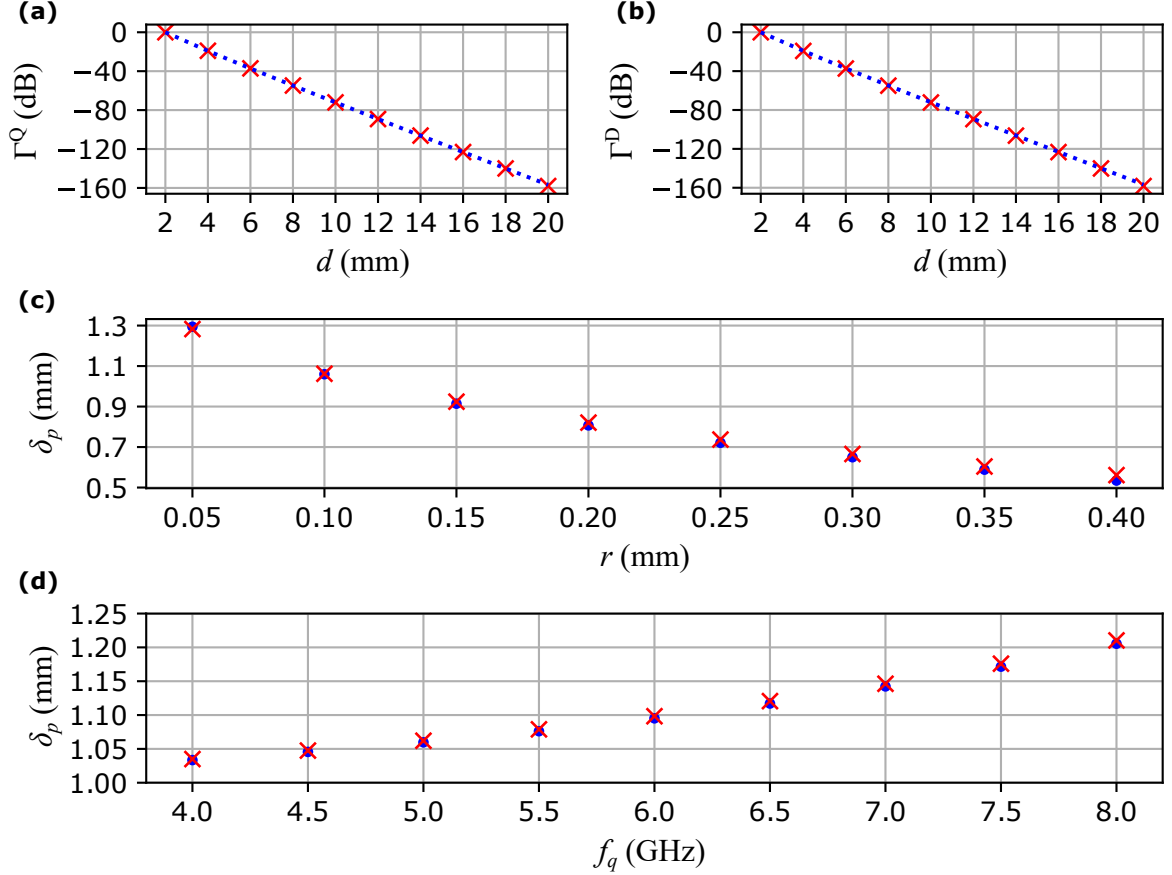 (a)
0
−40
−80
−120
−160
Γ^Q (dB)
2 4 6 8 10 12 14 16 18 20
d (mm)
(b)
0
−40
−80
−120
−160
Γ^D (dB)
2 4 6 8 10 12 14 16 18 20
d (mm)
(c)
1.3
1.1
0.9
0.7
0.5
δ_p (mm)
0.05 0.10 0.15 0.20 0.25 0.30 0.35 0.40
r (mm)
(d)
1.25
1.20
1.15
1.10
1.05
1.00
δ_p (mm)
4.0 4.5 5.0 5.5 6.0 6.5 7.0 7.5 8.0
f_q (GHz)